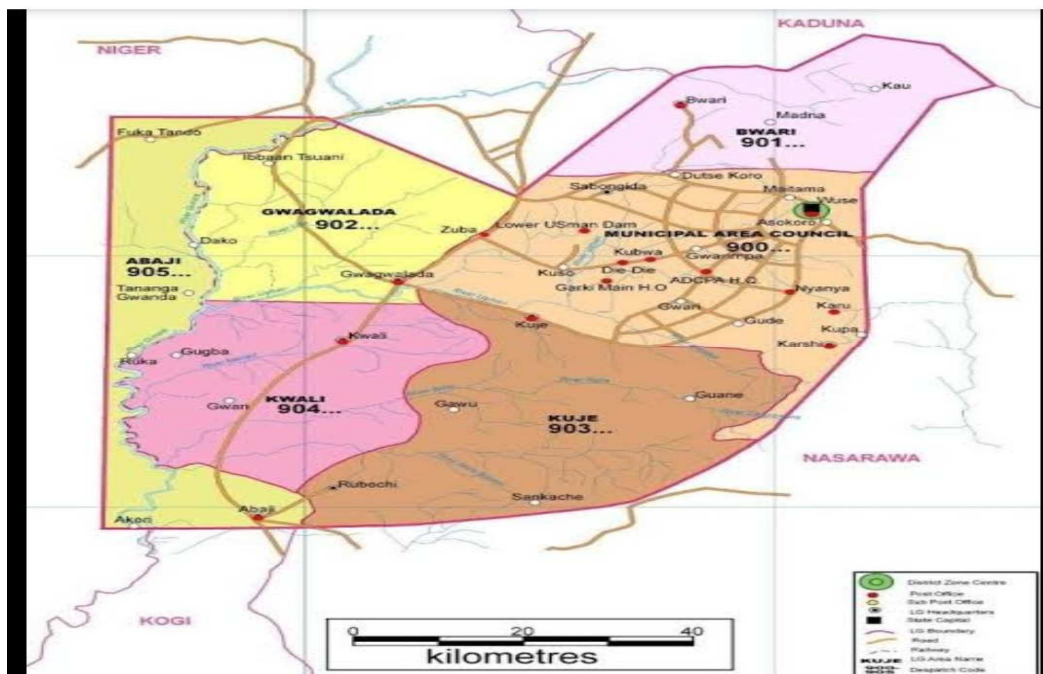 KADUNA
NIGER
Kau
Bwari
Madna
BWARI
901...
Fuka Tando
Ibbaan Tsuani
Dutse Koro
Sabongida
Maitama
Wuse
GWAGWALADA
902...
Asokoro
Zuba
Lower USman Dam
MUNICIPAL AREA COUNCIL
900...
Dako
Kubwa
Gwarimpa
ABAJI
905...
Gwagwalada
Kuso
Die-Die
ADCPA H.Q
Garki Main H.O
Tananga
Gwanda
Nyanya
Gwari
Karu
Kuje
Gude
Kupa
Kwali
Karshi
Ruka
Gugba
Gwari
KWALI
904...
Gawu
Guane
KUJE
903...
NASARAWA
Rubochi
Sankache
Abaji
Akori
KOGI
0 20 40
kilometres
District Zone Centre
Post Office
Sub Post Office
LG Headquarters
State Capital
LG Boundary
Road
Railway
KUJE LG Area Name
900-905 Despatch Code